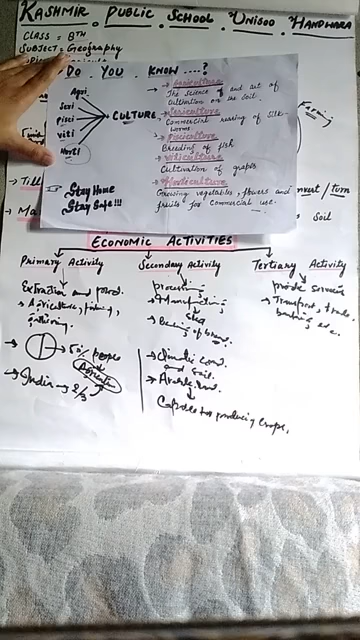 KASHMIR PUBLIC SCHOOL UNISOO HANDWARA
CLASS = 8TH
SUBJECT = Geography
DO YOU KNOW ....?
Agri
Seri
Pisci
Viti
Horti
CULTURE
→ Agriculture
The science and art of
cultivation on the soil.
→ Sericulture
Commercial rearing of silk-
worms
→ Pisciculture
Breeding of fish
→ Viticulture
Cultivation of grapes
→ Horticulture
Growing vegetables, flowers and
fruits for commercial use.
Stay Home
Stay Safe!!!
Farming
→ Till
→ Ma
/ turn
Soil
ECONOMIC ACTIVITIES
Primary Activity
Secondary Activity
Tertiary Activity
Extraction and prod.
→ Agriculture, fishing,
gathering.
→ 50% people
Agriculture
→ India → 2/3
processing
→ Manufacturing
Steel
→ Baking of bread.
→ Climatic cond.
and soil.
→ Arable land.
provide services
→ Transport, trade,
banking etc.
producing crops.